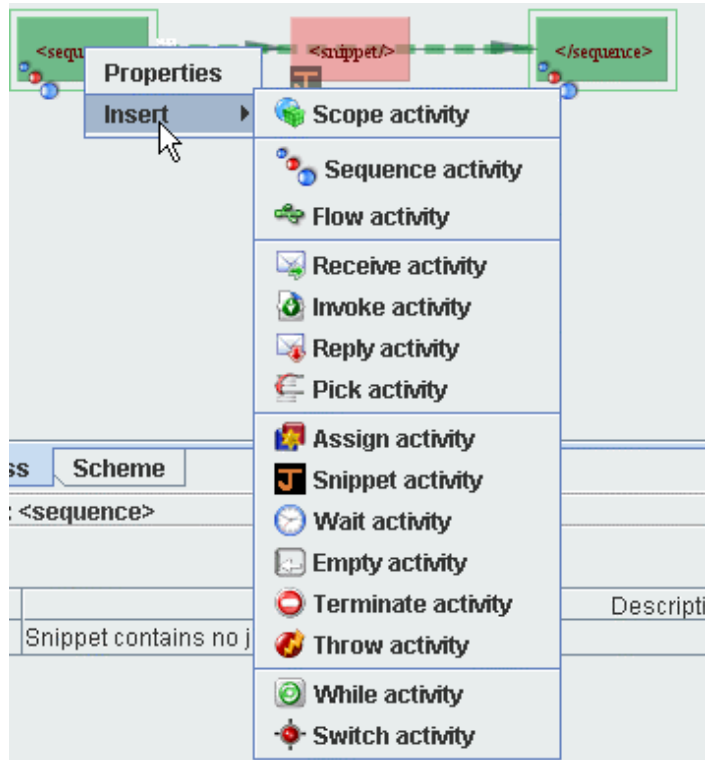 <snippet/>
</sequence>
Properties
Insert
Scope activity
Sequence activity
Flow activity
Receive activity
Invoke activity
Reply activity
Pick activity
Assign activity
Snippet activity
Wait activity
Empty activity
Terminate activity
Throw activity
While activity
Switch activity
Scheme
: <sequence>
Snippet contains no